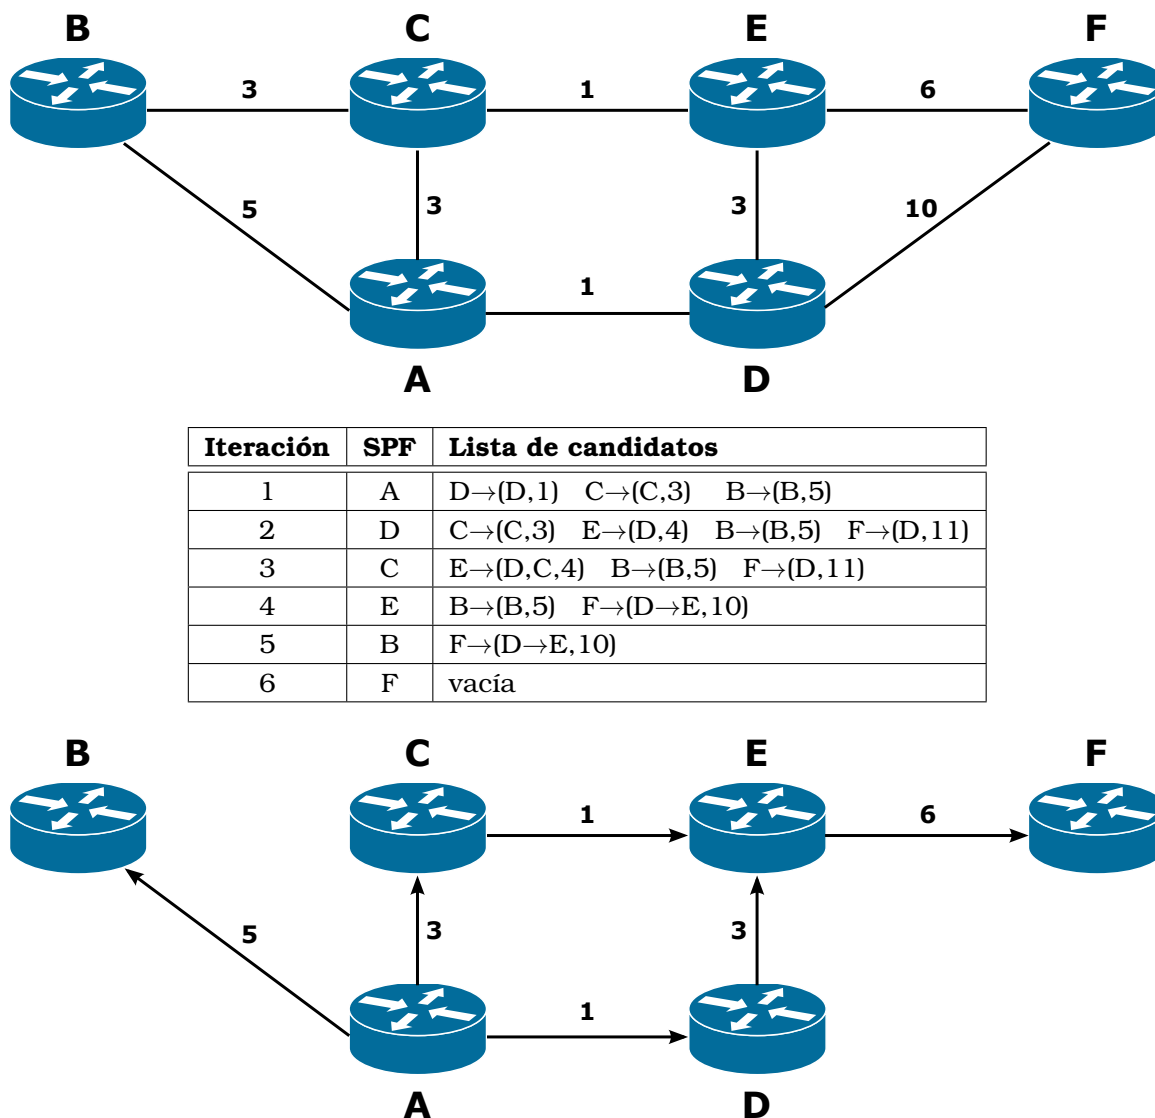 B C E F
3 1 6
5 3 3 10
1
A D
Iteración SPF Lista de candidatos
1 A D→(D,1) C→(C,3) B→(B,5)
2 D C→(C,3) E→(D,4) B→(B,5) F→(D,11)
3 C E→(D,C,4) B→(B,5) F→(D,11)
4 E B→(B,5) F→(D→E,10)
5 B F→(D→E,10)
6 F vacía
B C E F
1 6
5 3 3
1
A D